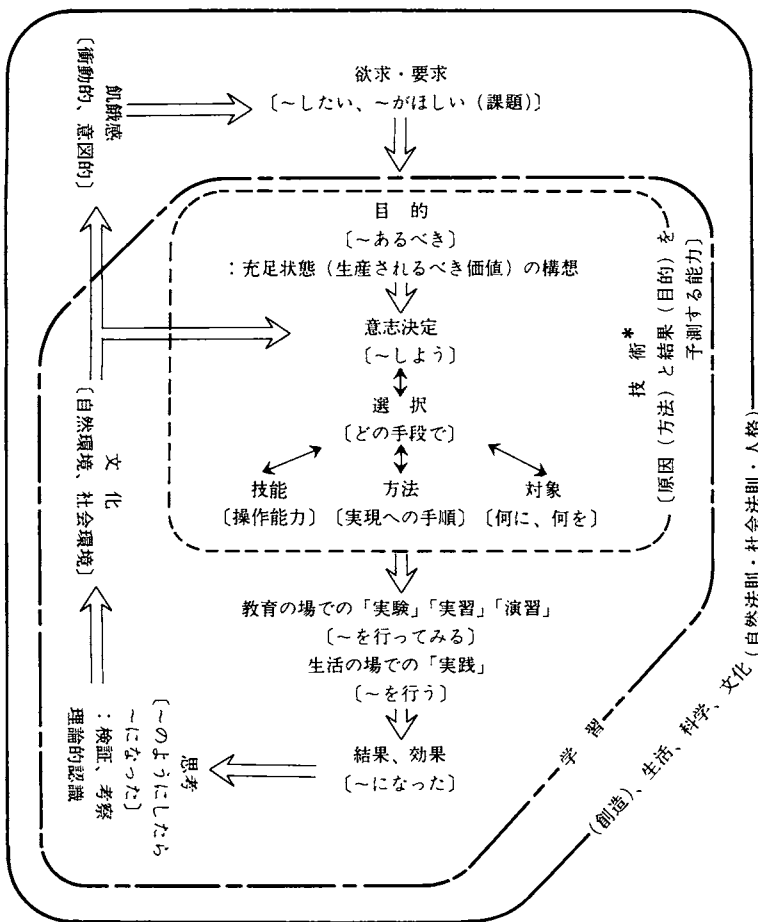 欲求・要求
〔～したい、～がほしい（課題）〕
飢餓感
〔衝動的、意図的〕
目　的
〔～あるべき〕
：充足状態（生産されるべき価値）の構想
意志決定
〔～しよう〕
選　択
〔どの手段で〕
技能
〔操作能力〕
方法
〔実現への手順〕
対象
〔何に、何を〕
技　術*
〔原因（方法）と結果（目的）を
予測する能力〕
教育の場での「実験」「実習」「演習」
〔～を行ってみる〕
生活の場での「実践」
〔～を行う〕
結果、効果
〔～になった〕
思考
〔～のようにしたら
～になった〕
：検証、考察
理論的認識
文　化
〔自然環境、社会環境〕
学　習
（創造）、生活、科学、文化（自然法則・社会法則・人格）